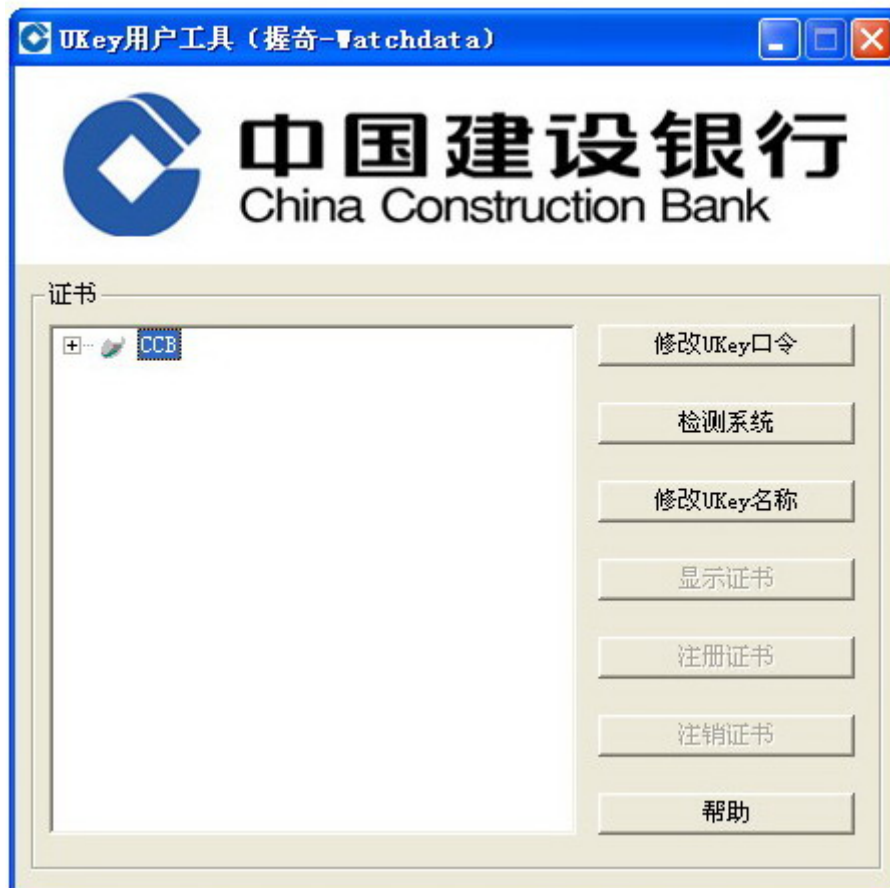 UKey用户工具（握奇-Watchdata）
中国建设银行
China Construction Bank
证书
CCB
修改UKey口令
检测系统
修改UKey名称
显示证书
注册证书
注销证书
帮助